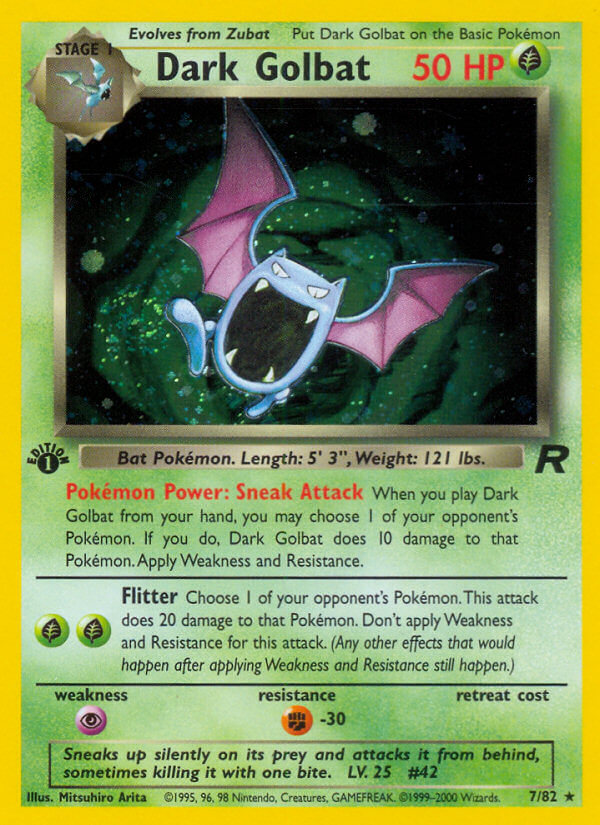 Evolves from Zubat Put Dark Golbat on the Basic Pokémon
STAGE 1
Dark Golbat 50 HP
EDITION
1
Bat Pokémon. Length: 5' 3", Weight: 121 lbs.
R
Pokémon Power: Sneak Attack When you play Dark
Golbat from your hand, you may choose 1 of your opponent's
Pokémon. If you do, Dark Golbat does 10 damage to that
Pokémon. Apply Weakness and Resistance.
Flitter Choose 1 of your opponent's Pokémon. This attack
does 20 damage to that Pokémon. Don't apply Weakness
and Resistance for this attack. (Any other effects that would
happen after applying Weakness and Resistance still happen.)
weakness resistance retreat cost
-30
Sneaks up silently on its prey and attacks it from behind,
sometimes killing it with one bite. LV. 25 #42
Illus. Mitsuhiro Arita ©1995, 96, 98 Nintendo, Creatures, GAMEFREAK. ©1999-2000 Wizards. 7/82 ★